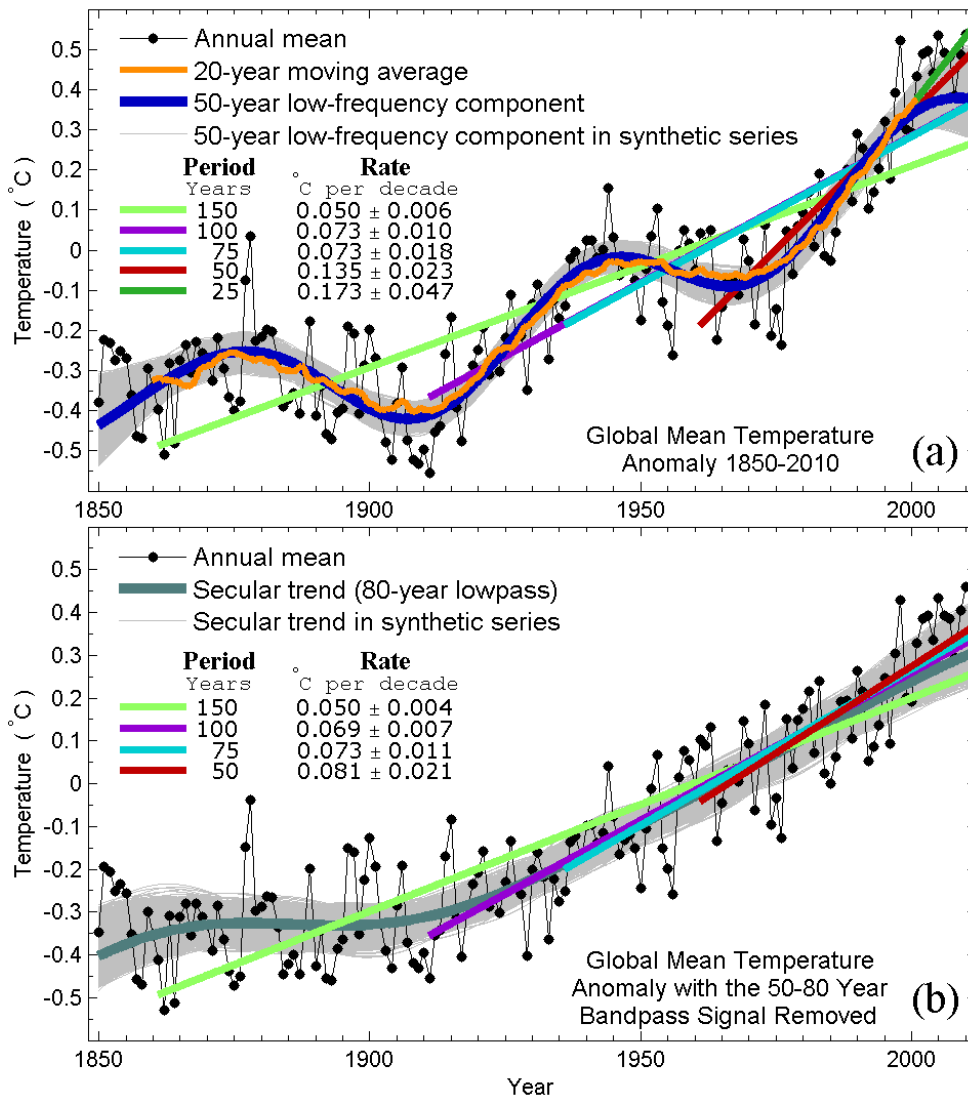 Annual mean
20-year moving average
50-year low-frequency component
50-year low-frequency component in synthetic series
Period Rate
Years °C per decade
150 0.050 ± 0.006
100 0.073 ± 0.010
75 0.073 ± 0.018
50 0.135 ± 0.023
25 0.173 ± 0.047
Temperature (°C)
0.5
0.4
0.3
0.2
0.1
0
-0.1
-0.2
-0.3
-0.4
-0.5
Global Mean Temperature
Anomaly 1850-2010
(a)
1850 1900 1950 2000
Annual mean
Secular trend (80-year lowpass)
Secular trend in synthetic series
Period Rate
Years °C per decade
150 0.050 ± 0.004
100 0.069 ± 0.007
75 0.073 ± 0.011
50 0.081 ± 0.021
Temperature (°C)
0.5
0.4
0.3
0.2
0.1
0
-0.1
-0.2
-0.3
-0.4
-0.5
Global Mean Temperature
Anomaly with the 50-80 Year
Bandpass Signal Removed
(b)
1850 1900 1950 2000
Year